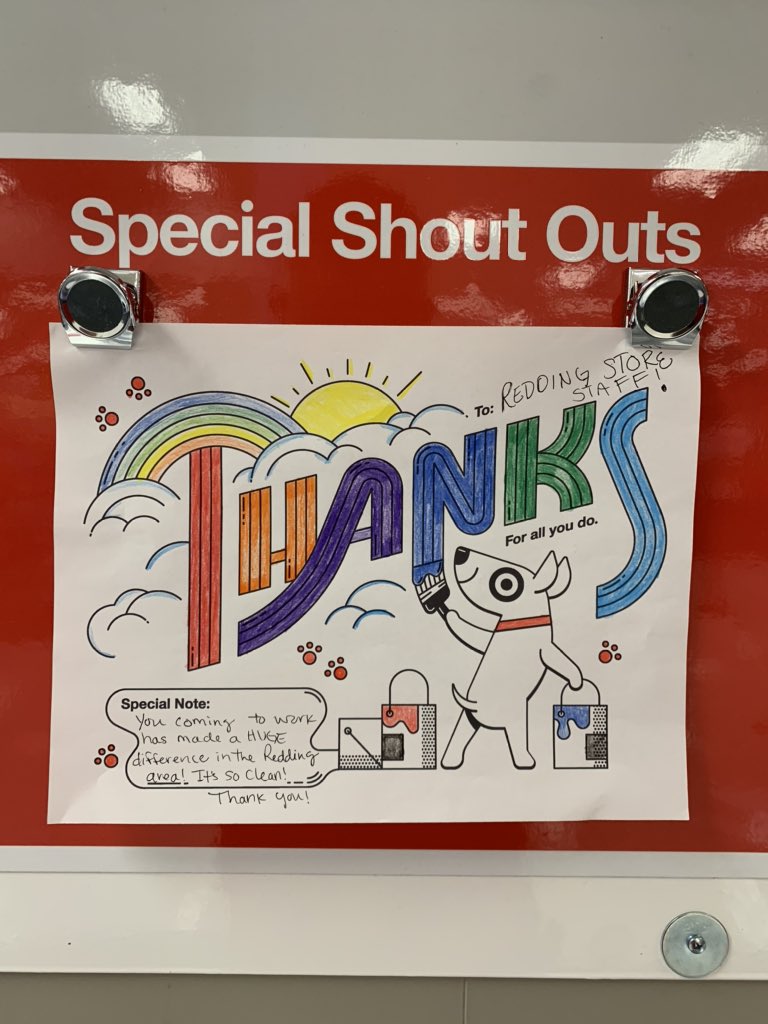 Special Shout Outs
To: REDDING STORE
STAFF!
THANKS
For all you do.
Special Note:
You coming to work
has made a HUGE
difference in the Redding
area! It's so clean!
Thank you!